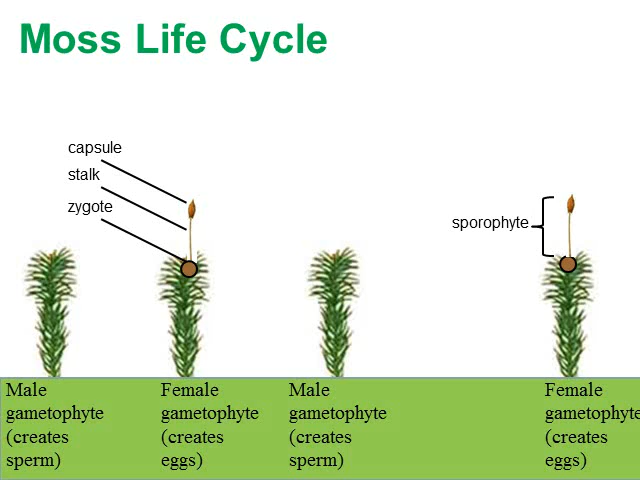 Moss Life Cycle
capsule
stalk
zygote
sporophyte
Male
gametophyte
(creates
sperm)
Female
gametophyte
(creates
eggs)
Male
gametophyte
(creates
sperm)
Female
gametophyte
(creates
eggs)